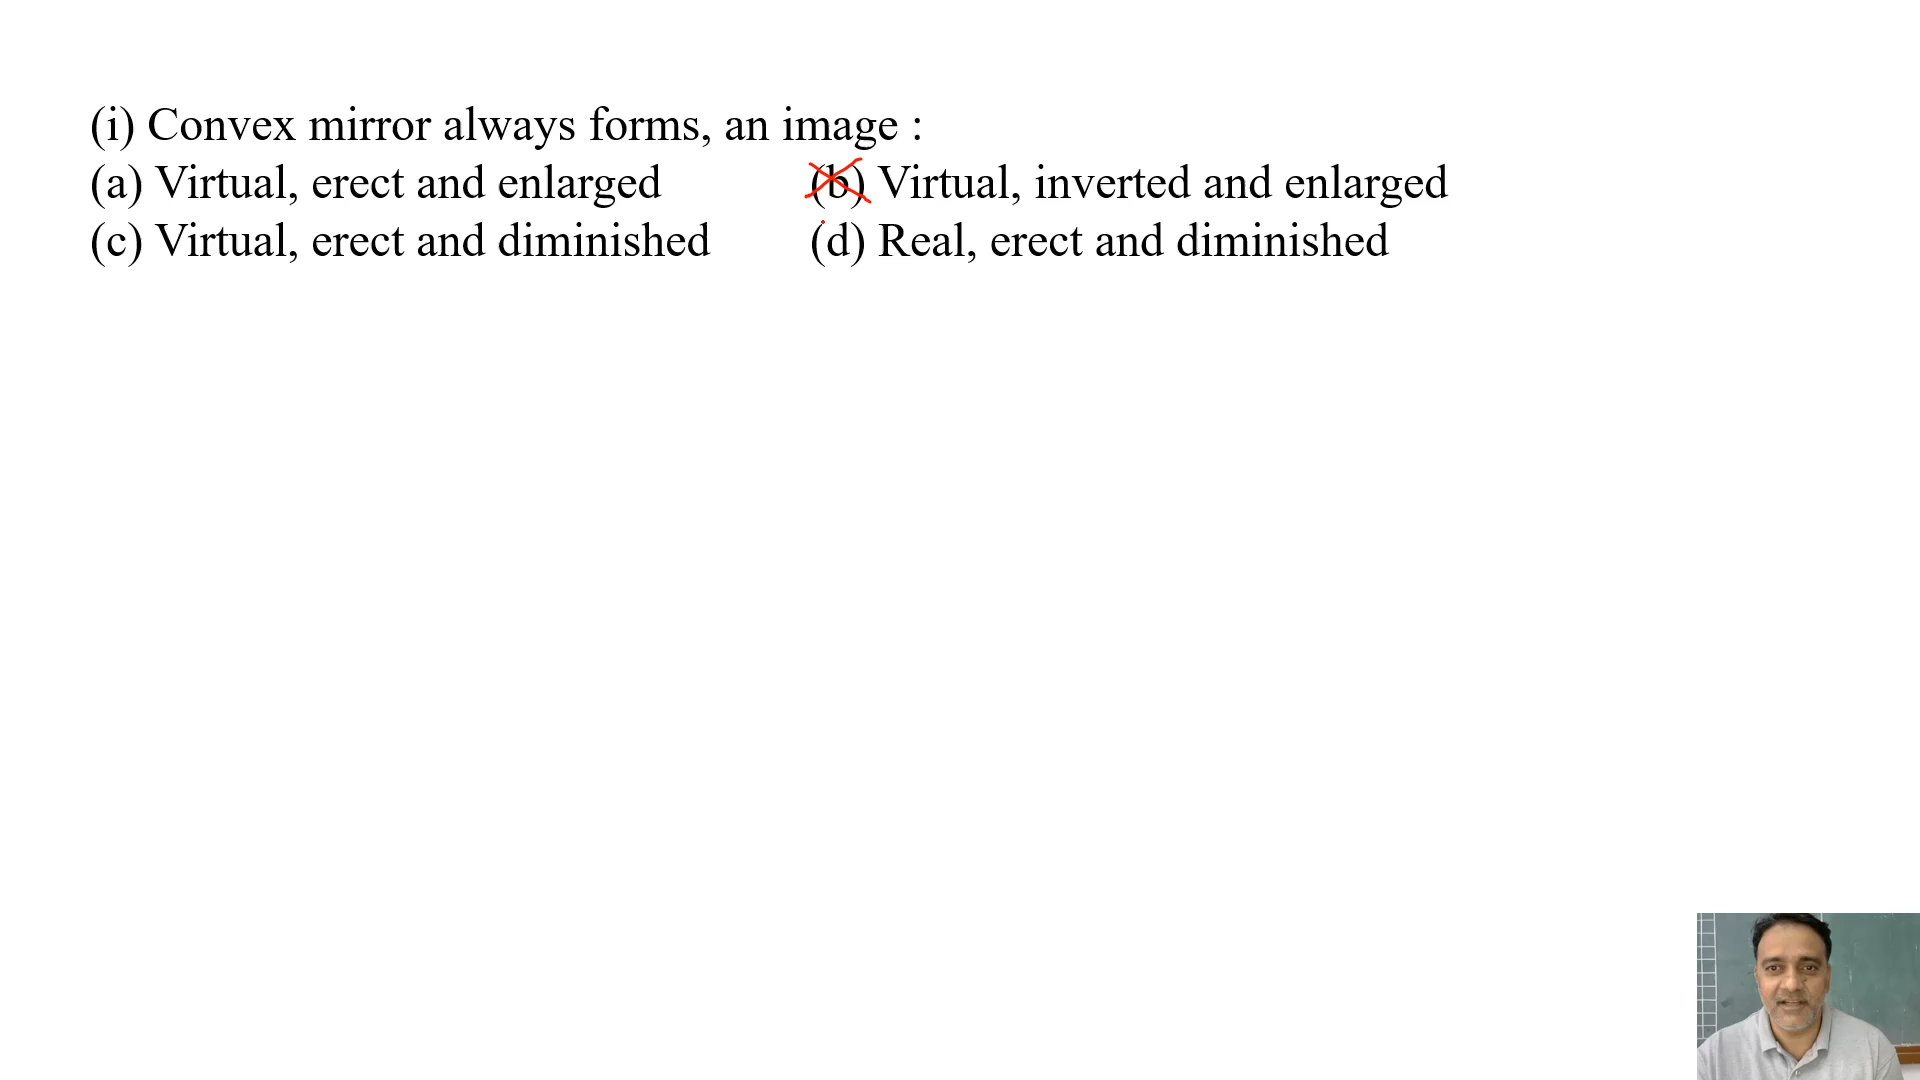 (i) Convex mirror always forms, an image :
(a) Virtual, erect and enlarged (b) Virtual, inverted and enlarged
(c) Virtual, erect and diminished (d) Real, erect and diminished